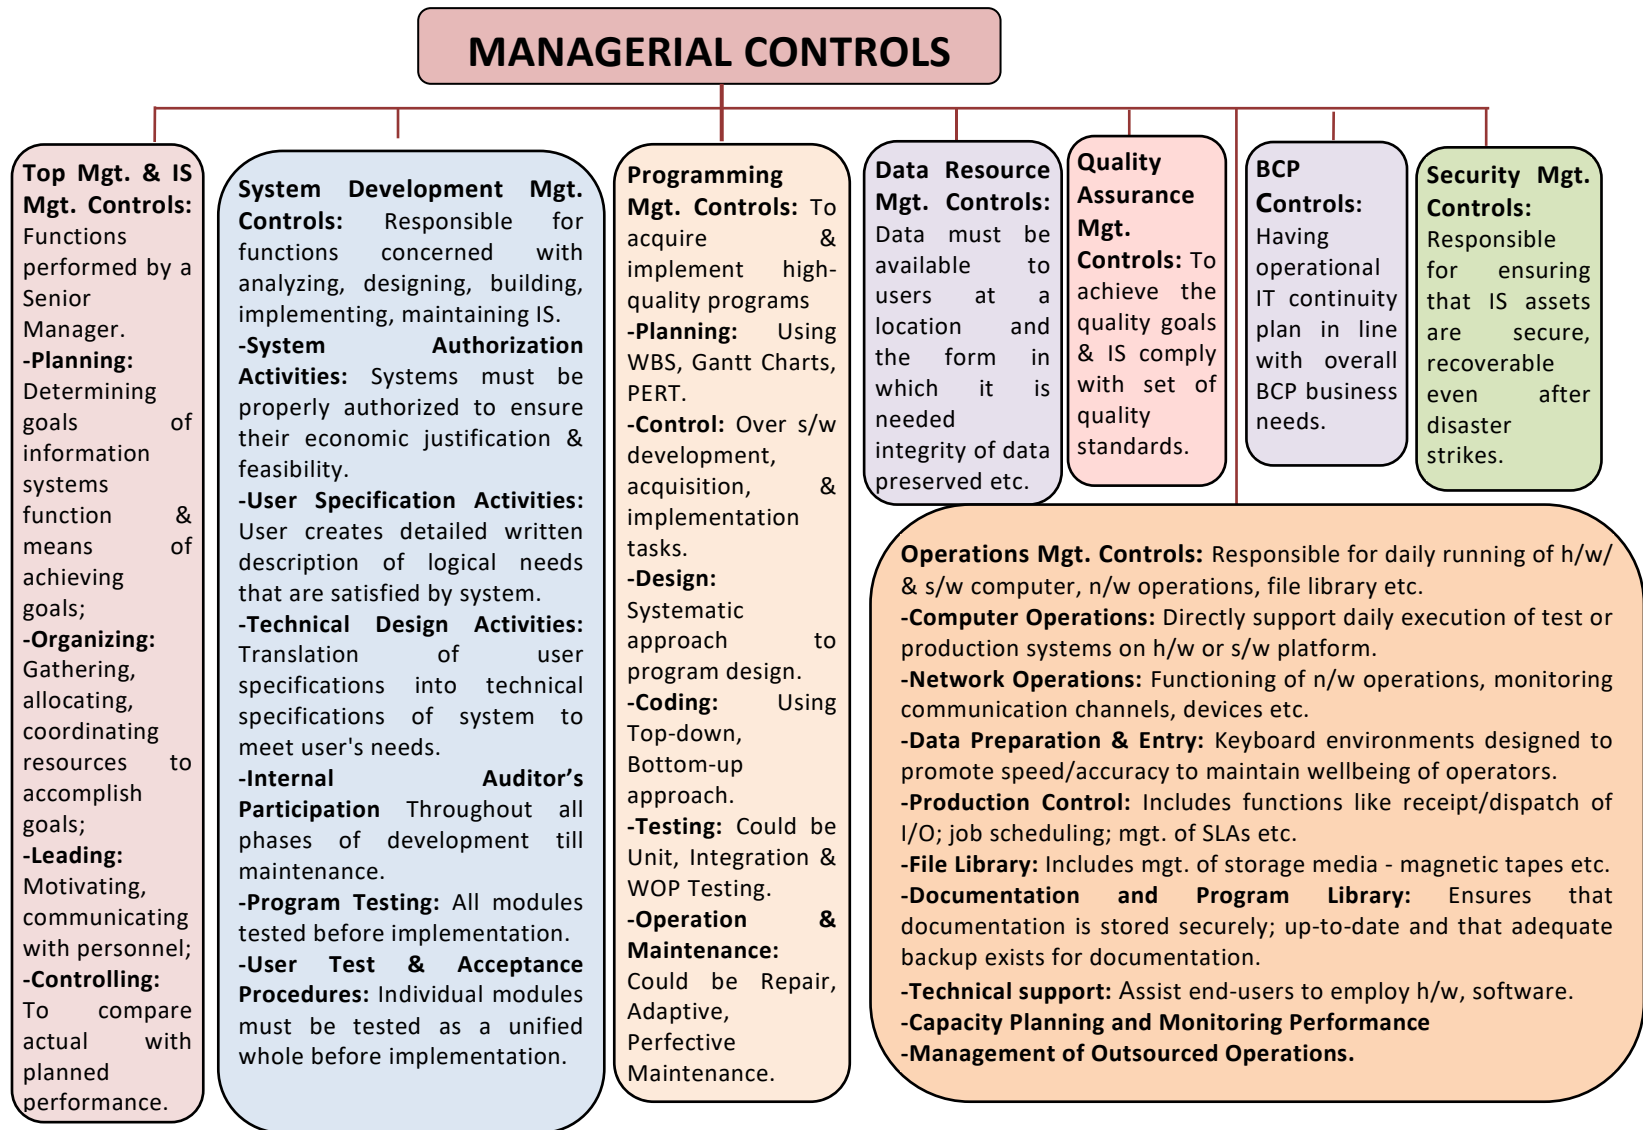 MANAGERIAL CONTROLS
Top Mgt. & IS
Mgt. Controls:
Functions
performed by a
Senior
Manager.
-Planning:
Determining
goals of
information
systems
function &
means of
achieving
goals;
-Organizing:
Gathering,
allocating,
coordinating
resources to
accomplish
goals;
-Leading:
Motivating,
communicating
with personnel;
-Controlling:
To compare
actual with
planned
performance.
System Development Mgt.
Controls: Responsible for
functions concerned with
analyzing, designing, building,
implementing, maintaining IS.
-System Authorization
Activities: Systems must be
properly authorized to ensure
their economic justification &
feasibility.
-User Specification Activities:
User creates detailed written
description of logical needs
that are satisfied by system.
-Technical Design Activities:
Translation of user
specifications into technical
specifications of system to
meet user's needs.
-Internal Auditor’s
Participation Throughout all
phases of development till
maintenance.
-Program Testing: All modules
tested before implementation.
-User Test & Acceptance
Procedures: Individual modules
must be tested as a unified
whole before implementation.
Programming
Mgt. Controls: To
acquire &
implement high-
quality programs
-Planning: Using
WBS, Gantt Charts,
PERT.
-Control: Over s/w
development,
acquisition, &
implementation
tasks.
-Design:
Systematic
approach to
program design.
-Coding: Using
Top-down,
Bottom-up
approach.
-Testing: Could be
Unit, Integration &
WOP Testing.
-Operation &
Maintenance:
Could be Repair,
Adaptive,
Perfective
Maintenance.
Data Resource
Mgt. Controls:
Data must be
available to
users at a
location and
the form in
which it is
needed
integrity of data
preserved etc.
Quality
Assurance
Mgt.
Controls: To
achieve the
quality goals
& IS comply
with set of
quality
standards.
BCP
Controls:
Having
operational
IT continuity
plan in line
with overall
BCP business
needs.
Security Mgt.
Controls:
Responsible
for ensuring
that IS assets
are secure,
recoverable
even after
disaster
strikes.
Operations Mgt. Controls: Responsible for daily running of h/w/
& s/w computer, n/w operations, file library etc.
-Computer Operations: Directly support daily execution of test or
production systems on h/w or s/w platform.
-Network Operations: Functioning of n/w operations, monitoring
communication channels, devices etc.
-Data Preparation & Entry: Keyboard environments designed to
promote speed/accuracy to maintain wellbeing of operators.
-Production Control: Includes functions like receipt/dispatch of
I/O; job scheduling; mgt. of SLAs etc.
-File Library: Includes mgt. of storage media - magnetic tapes etc.
-Documentation and Program Library: Ensures that
documentation is stored securely; up-to-date and that adequate
backup exists for documentation.
-Technical support: Assist end-users to employ h/w, software.
-Capacity Planning and Monitoring Performance
-Management of Outsourced Operations.